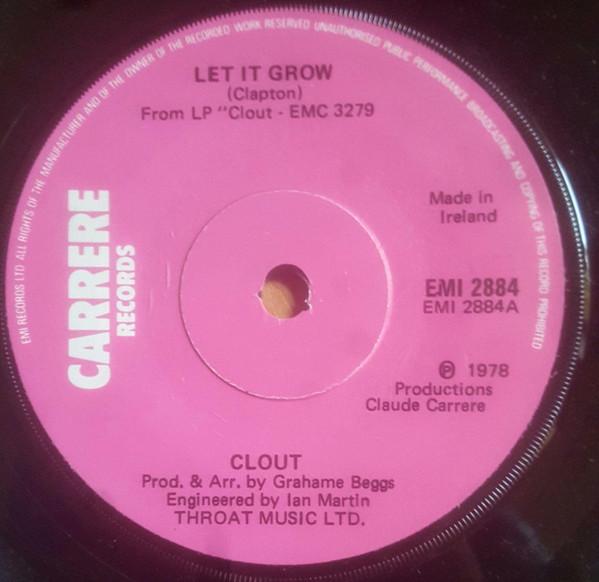 EMI RECORDS LTD ALL RIGHTS OF THE MANUFACTURER AND OF THE OWNER OF THE RECORDED WORK RESERVED UNAUTHORISED PUBLIC PERFORMANCE BROADCASTING AND COPYING OF THIS RECORD PROHIBITED
LET IT GROW
(Clapton)
From LP "Clout - EMC 3279
CARRERE
RECORDS
Made in
Ireland
EMI 2884
EMI 2884A
℗ 1978
Productions
Claude Carrere
CLOUT
Prod. & Arr. by Grahame Beggs
Engineered by Ian Martin
THROAT MUSIC LTD.